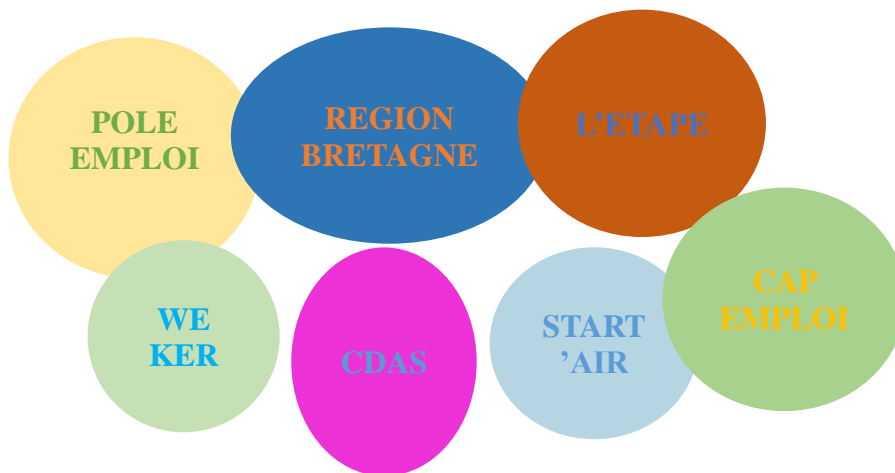 POLE
EMPLOI
REGION
BRETAGNE
L'ETAPE
WE
KER
CDAS
START
'AIR
CAP
EMPLOI